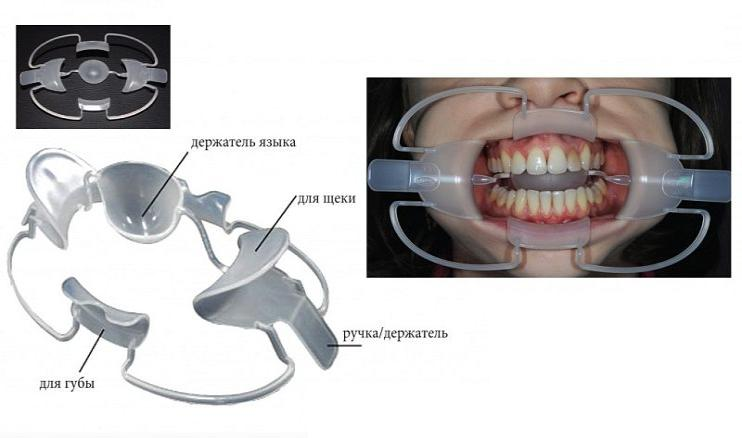 держатель языка
для щеки
ручка/держатель
для губы